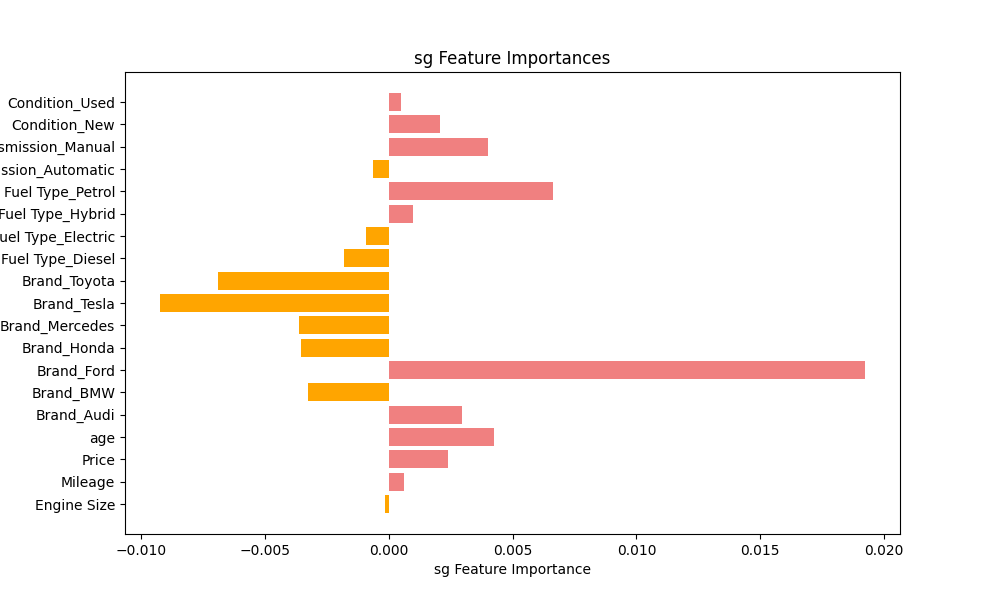 sg Feature Importances
Condition_Used
Condition_New
smission_Manual
ssion_Automatic
Fuel Type_Petrol
Fuel Type_Hybrid
uel Type_Electric
Fuel Type_Diesel
Brand_Toyota
Brand_Tesla
Brand_Mercedes
Brand_Honda
Brand_Ford
Brand_BMW
Brand_Audi
age
Price
Mileage
Engine Size
−0.010 −0.005 0.000 0.005 0.010 0.015 0.020
sg Feature Importance